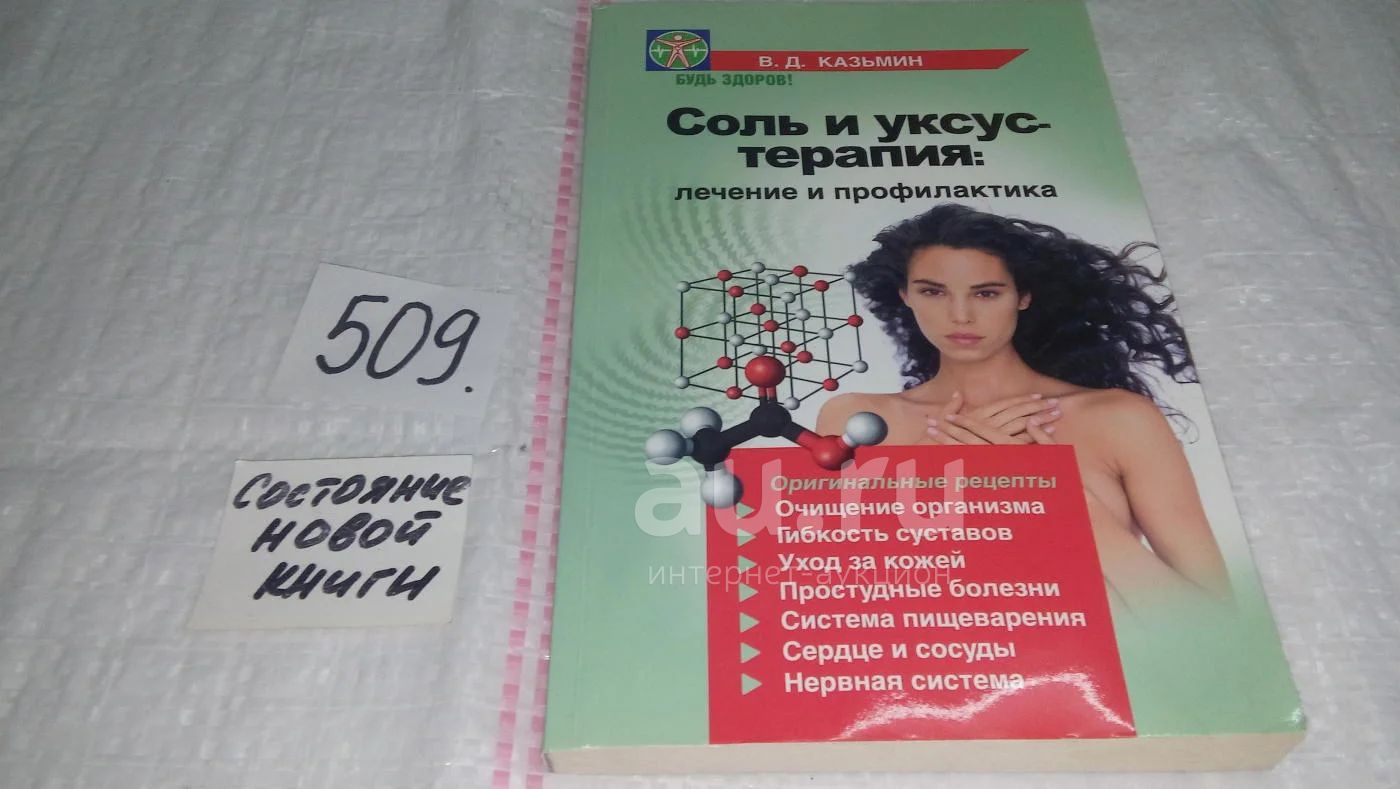 В. Д. КАЗЬМИН
БУДЬ ЗДОРОВ!
Соль и уксус-
терапия:
лечение и профилактика
509.
Состояние
новой
книги
Оригинальные рецепты
Очищение организма
Гибкость суставов
Уход за кожей
Простудные болезни
Система пищеварения
Сердце и сосуды
Нервная система
au.ru
интернет-аукцион